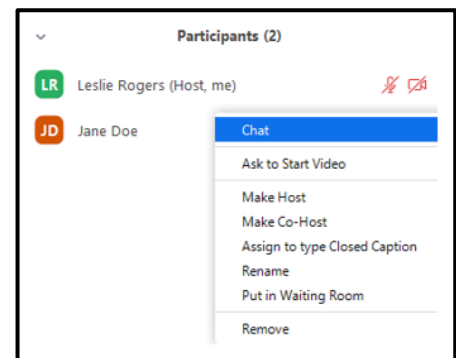 Participants (2)
LR Leslie Rogers (Host, me)
JD Jane Doe
Chat
Ask to Start Video
Make Host
Make Co-Host
Assign to type Closed Caption
Rename
Put in Waiting Room
Remove